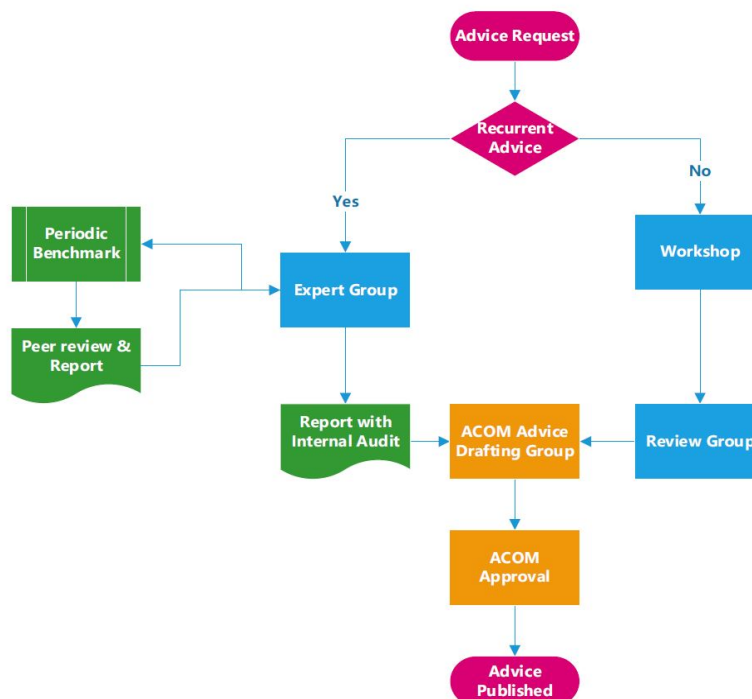 Advice Request
Recurrent
Advice
Yes
No
Periodic
Benchmark
Expert Group
Workshop
Peer review &
Report
Report with
Internal Audit
ACOM Advice
Drafting Group
Review Group
ACOM
Approval
Advice
Published